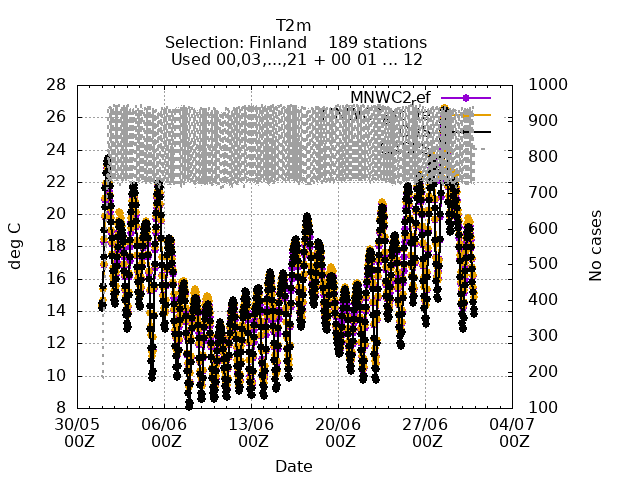 T2m
Selection: Finland    189 stations
Used 00,03,...,21 + 00 01 ... 12
28
26
24
22
20
18
16
14
12
10
8
1000
900
800
700
600
500
400
300
200
100
MNWC2,ef
deg C
No cases
30/05 06/06 13/06 20/06 27/06 04/07
00Z 00Z 00Z 00Z 00Z 00Z
Date